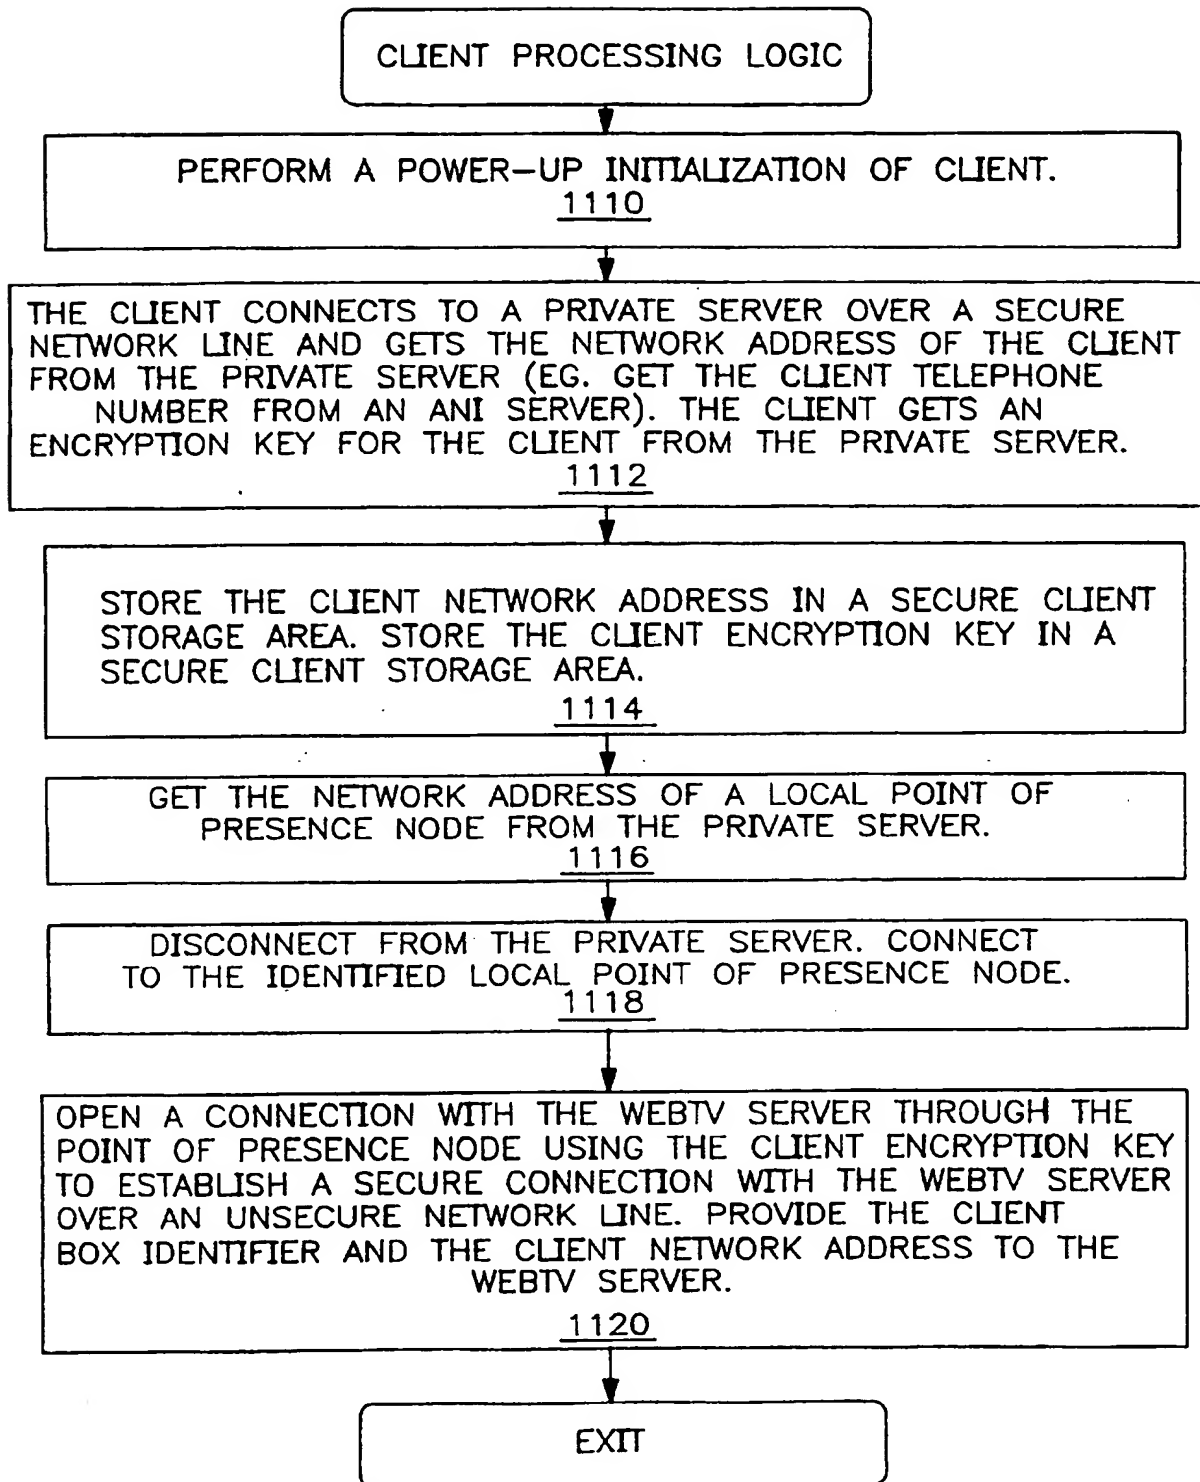 CLIENT PROCESSING LOGIC
PERFORM A POWER-UP INITIALIZATION OF CLIENT.
1110
THE CLIENT CONNECTS TO A PRIVATE SERVER OVER A SECURE
NETWORK LINE AND GETS THE NETWORK ADDRESS OF THE CLIENT
FROM THE PRIVATE SERVER (EG. GET THE CLIENT TELEPHONE
NUMBER FROM AN ANI SERVER). THE CLIENT GETS AN
ENCRYPTION KEY FOR THE CLIENT FROM THE PRIVATE SERVER.
1112
STORE THE CLIENT NETWORK ADDRESS IN A SECURE CLIENT
STORAGE AREA. STORE THE CLIENT ENCRYPTION KEY IN A
SECURE CLIENT STORAGE AREA.
1114
GET THE NETWORK ADDRESS OF A LOCAL POINT OF
PRESENCE NODE FROM THE PRIVATE SERVER.
1116
DISCONNECT FROM THE PRIVATE SERVER. CONNECT
TO THE IDENTIFIED LOCAL POINT OF PRESENCE NODE.
1118
OPEN A CONNECTION WITH THE WEBTV SERVER THROUGH THE
POINT OF PRESENCE NODE USING THE CLIENT ENCRYPTION KEY
TO ESTABLISH A SECURE CONNECTION WITH THE WEBTV SERVER
OVER AN UNSECURE NETWORK LINE. PROVIDE THE CLIENT
BOX IDENTIFIER AND THE CLIENT NETWORK ADDRESS TO THE
WEBTV SERVER.
1120
EXIT